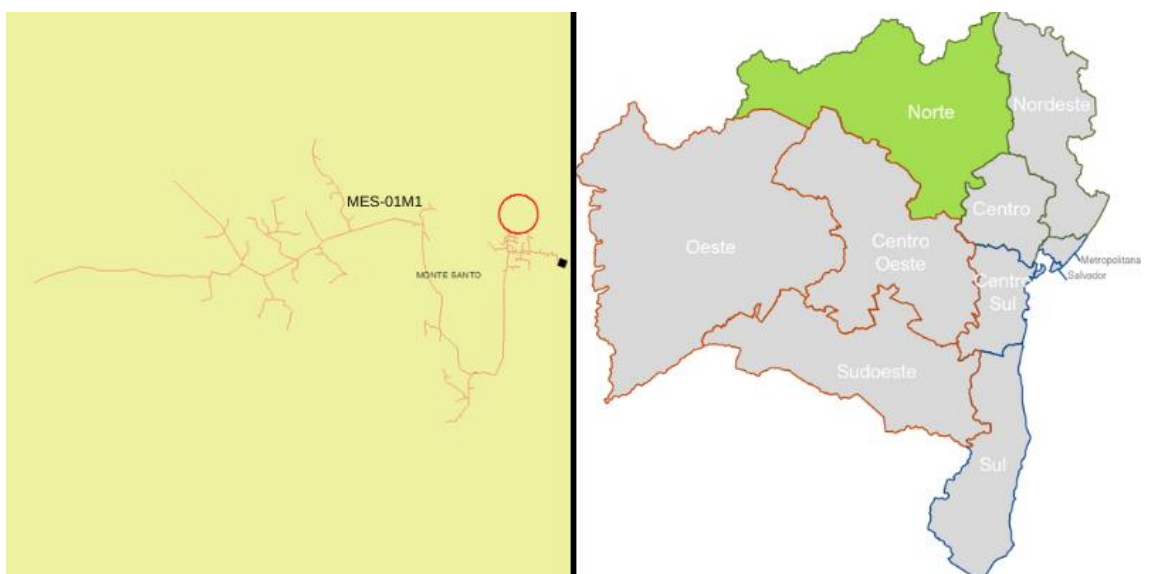 MES-01M1
MONTE SANTO
Norte
Nordeste
Centro
Oeste
Centro
Oeste
Metropolitana
Salvador
Centro
Sul
Sudoeste
Sul